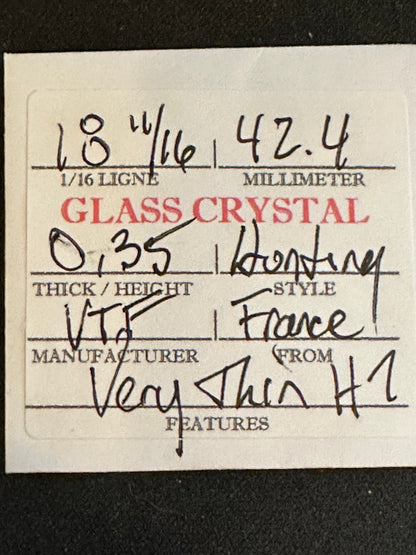 18 11/16 42.4
1/16 LIGNE MILLIMETER
GLASS CRYSTAL
0,35 Hunting
THICK / HEIGHT STYLE
VTF France
MANUFACTURER FROM
Very Thin H7
FEATURES